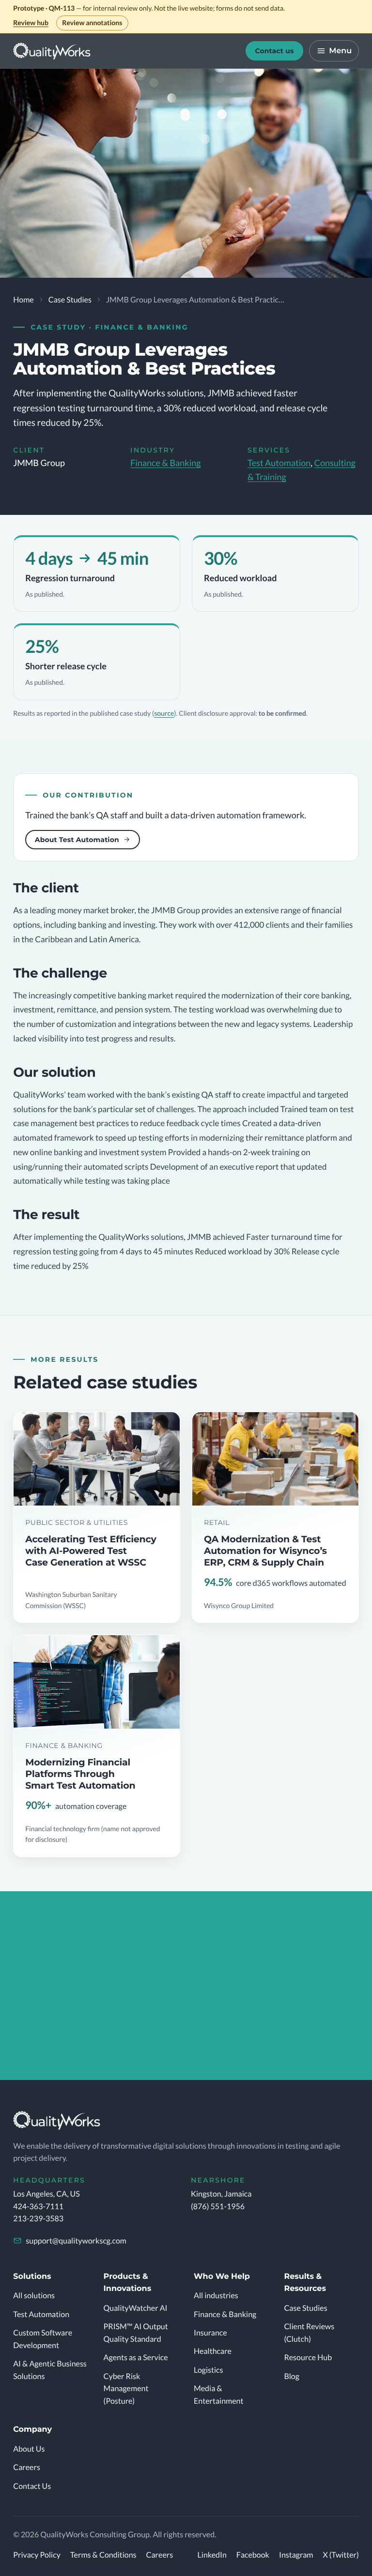 Prototype · QM-113 — for internal review only. Not the live website; forms do not send data.
Review hub Review annotations
QualityWorks Contact us Menu
Home Case Studies JMMB Group Leverages Automation & Best Practic…
CASE STUDY · FINANCE & BANKING
JMMB Group Leverages
Automation & Best Practices
After implementing the QualityWorks solutions, JMMB achieved faster
regression testing turnaround time, a 30% reduced workload, and release cycle
times reduced by 25%.
CLIENT
JMMB Group
INDUSTRY
Finance & Banking
SERVICES
Test Automation, Consulting
& Training
4 days → 45 min
Regression turnaround
As published.
30%
Reduced workload
As published.
25%
Shorter release cycle
As published.
Results as reported in the published case study (source). Client disclosure approval: to be confirmed.
OUR CONTRIBUTION
Trained the bank's QA staff and built a data-driven automation framework.
About Test Automation →
The client
As a leading money market broker, the JMMB Group provides an extensive range of financial
options, including banking and investing. They work with over 412,000 clients and their families
in the Caribbean and Latin America.
The challenge
The increasingly competitive banking market required the modernization of their core banking,
investment, remittance, and pension system. The testing workload was overwhelming due to
the number of customization and integrations between the new and legacy systems. Leadership
lacked visibility into test progress and results.
Our solution
QualityWorks' team worked with the bank's existing QA staff to create impactful and targeted
solutions for the bank's particular set of challenges. The approach included Trained team on test
case management best practices to reduce feedback cycle times Created a data-driven
automated framework to speed up testing efforts in modernizing their remittance platform and
new online banking and investment system Provided a hands-on 2-week training on
using/running their automated scripts Development of an executive report that updated
automatically while testing was taking place
The result
After implementing the QualityWorks solutions, JMMB achieved Faster turnaround time for
regression testing going from 4 days to 45 minutes Reduced workload by 30% Release cycle
time reduced by 25%
MORE RESULTS
Related case studies
PUBLIC SECTOR & UTILITIES
Accelerating Test Efficiency
with AI-Powered Test
Case Generation at WSSC
Washington Suburban Sanitary
Commission (WSSC)
RETAIL
QA Modernization & Test
Automation for Wisynco's
ERP, CRM & Supply Chain
94.5% core d365 workflows automated
Wisynco Group Limited
FINANCE & BANKING
Modernizing Financial
Platforms Through
Smart Test Automation
90%+ automation coverage
Financial technology firm (name not approved
for disclosure)
QualityWorks
We enable the delivery of transformative digital solutions through innovations in testing and agile
project delivery.
HEADQUARTERS
Los Angeles, CA, US
424-363-7111
213-239-3583
NEARSHORE
Kingston, Jamaica
(876) 551-1956
support@qualityworkscg.com
Solutions
All solutions
Test Automation
Custom Software
Development
AI & Agentic Business
Solutions
Products &
Innovations
QualityWatcher AI
PRISM™ AI Output
Quality Standard
Agents as a Service
Cyber Risk
Management
(Posture)
Who We Help
All industries
Finance & Banking
Insurance
Healthcare
Logistics
Media &
Entertainment
Results &
Resources
Case Studies
Client Reviews
(Clutch)
Resource Hub
Blog
Company
About Us
Careers
Contact Us
© 2026 QualityWorks Consulting Group. All rights reserved.
Privacy Policy Terms & Conditions Careers LinkedIn Facebook Instagram X (Twitter)